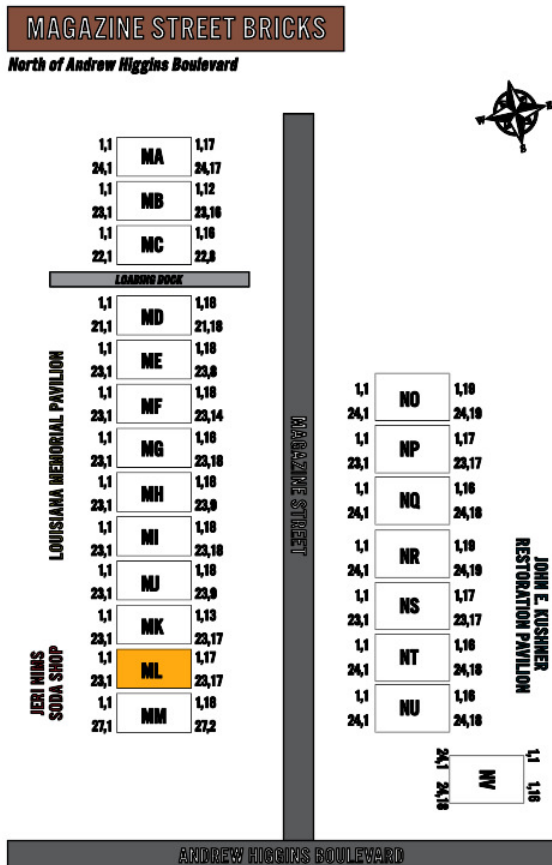 MAGAZINE STREET BRICKS
North of Andrew Higgins Boulevard
N
W
E
S
1,1 MA 1,17
24,1 24,17
1,1 MB 1,12
23,1 23,16
1,1 MC 1,16
22,1 22,8
LOADING DOCK
1,1 MD 1,18
21,1 21,18
1,1 ME 1,18
23,1 23,8
1,1 MF 1,18
23,1 23,14
1,1 MG 1,16
23,1 23,18
1,1 MH 1,18
23,1 23,9
1,1 MI 1,18
23,1 23,18
1,1 MJ 1,18
23,1 23,9
1,1 MK 1,13
23,1 23,17
1,1 ML 1,17
23,1 23,17
1,1 MM 1,18
27,1 27,2
LOUISIANA MEMORIAL PAVILION
JERI NIMS
SODA SHOP
MAGAZINE STREET
1,1 NO 1,19
24,1 24,19
1,1 NP 1,17
23,1 23,17
1,1 NQ 1,16
24,1 24,18
1,1 NR 1,19
24,1 24,19
1,1 NS 1,17
23,1 23,17
1,1 NT 1,16
24,1 24,18
1,1 NU 1,16
24,1 24,18
JOHN E. KUSHNER
RESTORATION PAVILION
24,1 NV 1,1
24,18 1,16
ANDREW HIGGINS BOULEVARD